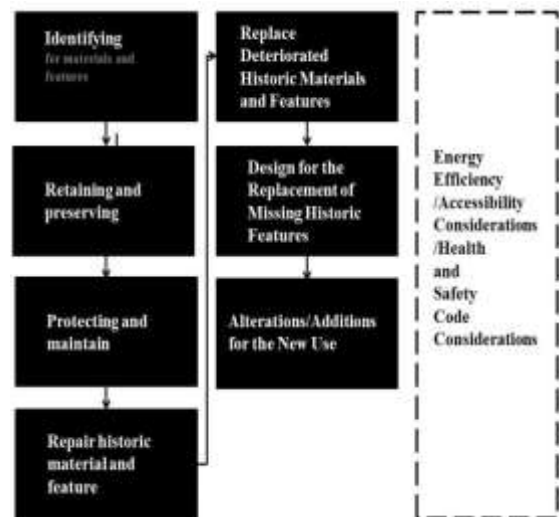 Identifying
for materials and
features
Retaining and
preserving
Protecting and
maintain
Repair historic
material and
feature
Replace
Deteriorated
Historic Materials
and Features
Design for the
Replacement of
Missing Historic
Features
Alterations/Additions
for the New Use
Energy
Efficiency
/Accessibility
Considerations
/Health
and
Safety
Code
Considerations